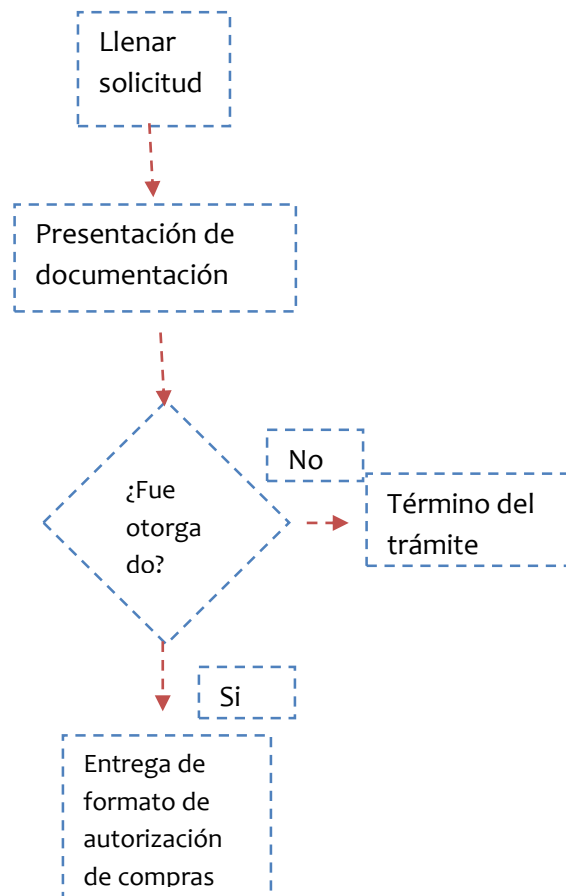 Llenar
solicitud
Presentación de
documentación
¿Fue
otorga
do?
No
Término del
trámite
Si
Entrega de
formato de
autorización
de compras